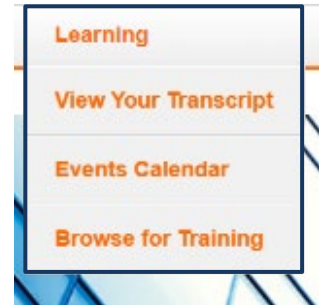 Learning
View Your Transcript
Events Calendar
Browse for Training